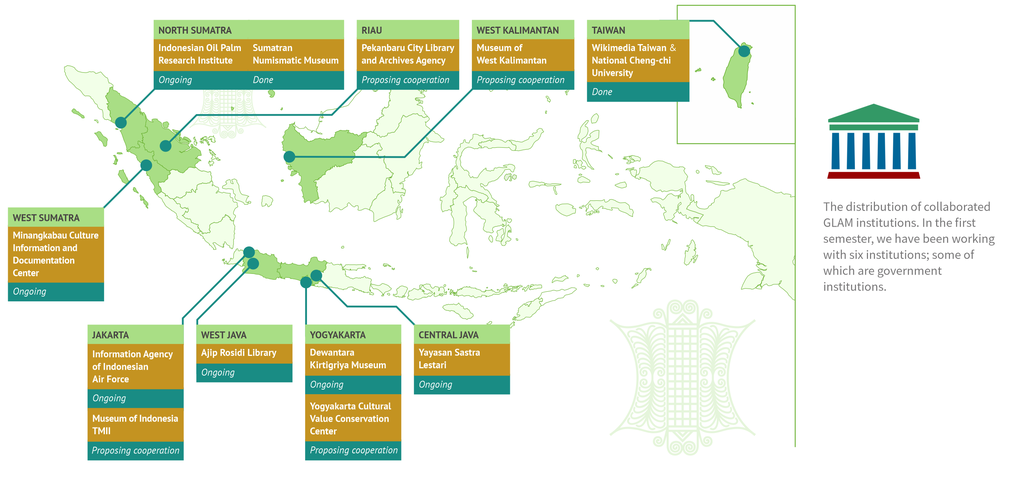 NORTH SUMATRA
Indonesian Oil Palm
Research Institute
Ongoing
Sumatran
Numismatic Museum
Done
RIAU
Pekanbaru City Library
and Archives Agency
Proposing cooperation
WEST KALIMANTAN
Museum of
West Kalimantan
Proposing cooperation
TAIWAN
Wikimedia Taiwan &
National Cheng-chi
University
Done
The distribution of collaborated
GLAM institutions. In the first
semester, we have been working
with six institutions; some of
which are government
institutions.
WEST SUMATRA
Minangkabau Culture
Information and
Documentation
Center
Ongoing
JAKARTA
Information Agency
of Indonesian
Air Force
Ongoing
Museum of Indonesia
TMII
Proposing cooperation
WEST JAVA
Ajip Rosidi Library
Ongoing
YOGYAKARTA
Dewantara
Kirtigriya Museum
Ongoing
Yogyakarta Cultural
Value Conservation
Center
Proposing cooperation
CENTRAL JAVA
Yayasan Sastra
Lestari
Ongoing